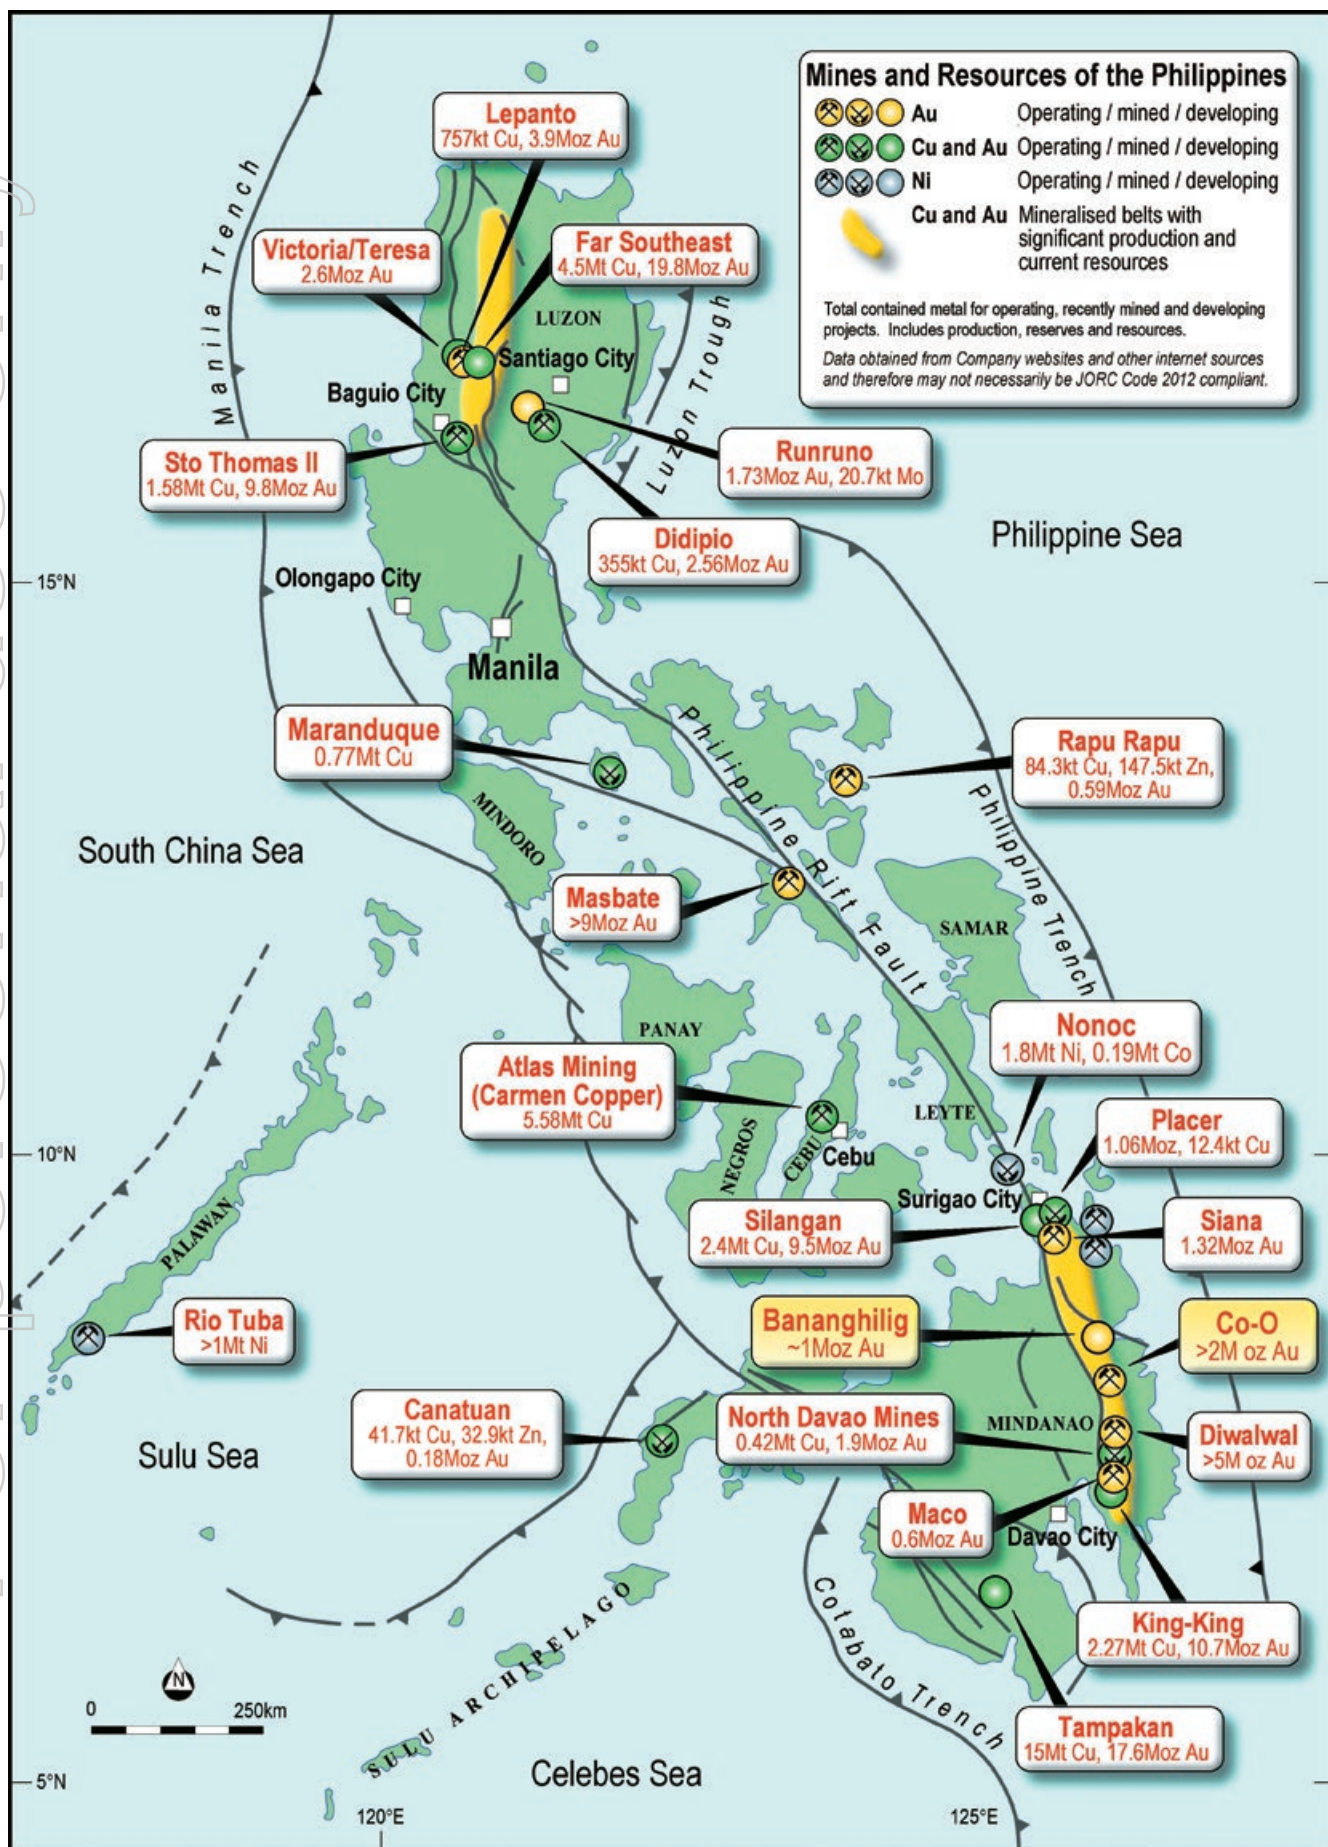 Mines and Resources of the Philippines
Au Operating / mined / developing
Cu and Au Operating / mined / developing
Ni Operating / mined / developing
Cu and Au Mineralised belts with
significant production and
current resources
Total contained metal for operating, recently mined and developing
projects. Includes production, reserves and resources.
Data obtained from Company websites and other internet sources
and therefore may not necessarily be JORC Code 2012 compliant.
Lepanto
757kt Cu, 3.9Moz Au
Manila Trench
Victoria/Teresa
2.6Moz Au
Far Southeast
4.5Mt Cu, 19.8Moz Au
LUZON
Santiago City
Luzon Trough
Baguio City
Sto Thomas II
1.58Mt Cu, 9.8Moz Au
Runruno
1.73Moz Au, 20.7kt Mo
Didipio
355kt Cu, 2.56Moz Au
Philippine Sea
15°N
Olongapo City
Manila
Maranduque
0.77Mt Cu
Philippine Rift Fault
Rapu Rapu
84.3kt Cu, 147.5kt Zn,
0.59Moz Au
Philippine Trench
MINDORO
South China Sea
Masbate
>9Moz Au
SAMAR
PANAY
Nonoc
1.8Mt Ni, 0.19Mt Co
Atlas Mining
(Carmen Copper)
5.58Mt Cu
LEYTE
Placer
1.06Moz, 12.4kt Cu
10°N
NEGROS
CEBU
Cebu
Surigao City
PALAWAN
Silangan
2.4Mt Cu, 9.5Moz Au
Siana
1.32Moz Au
Rio Tuba
>1Mt Ni
Bananghilig
~1Moz Au
Co-O
>2M oz Au
Canatuan
41.7kt Cu, 32.9kt Zn,
0.18Moz Au
North Davao Mines
0.42Mt Cu, 1.9Moz Au
MINDANAO
Diwalwal
>5M oz Au
Sulu Sea
Maco
0.6Moz Au
Davao City
Cotabato Trench
King-King
2.27Mt Cu, 10.7Moz Au
SULU ARCHIPELAGO
N
0 250km
Tampakan
15Mt Cu, 17.6Moz Au
Celebes Sea
5°N
120°E
125°E